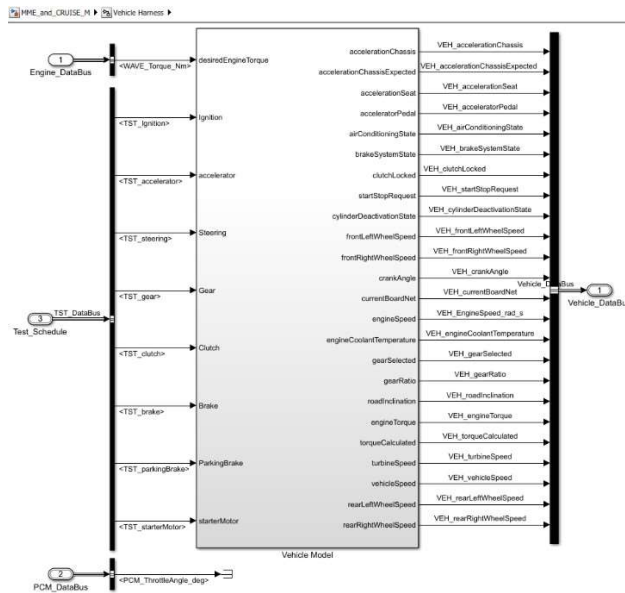 MME_and_CRUISE_M Vehicle Harness
1
Engine_DataBus
<WAVE_Torque_Nm>
<TST_Ignition>
<TST_accelerator>
<TST_steering>
<TST_gear>
TST_DataBus
3
Test_Schedule
<TST_clutch>
<TST_brake>
<TST_parkingBrake>
<TST_starterMotor>
2
PCM_DataBus
<PCM_ThrottleAngle_deg>
desiredEngineTorque
Ignition
accelerator
Steering
Gear
Clutch
Brake
ParkingBrake
starterMotor
accelerationChassis
accelerationChassisExpected
accelerationSeat
acceleratorPedal
airConditioningState
brakeSystemState
clutchLocked
startStopRequest
cylinderDeactivationState
frontLeftWheelSpeed
frontRightWheelSpeed
crankAngle
currentBoardNet
engineSpeed
engineCoolantTemperature
gearSelected
gearRatio
roadInclination
engineTorque
torqueCalculated
turbineSpeed
vehicleSpeed
rearLeftWheelSpeed
rearRightWheelSpeed
Vehicle Model
VEH_accelerationChassis
VEH_accelerationChassisExpected
VEH_accelerationSeat
VEH_acceleratorPedal
VEH_airConditioningState
VEH_brakeSystemState
VEH_clutchLocked
VEH_startStopRequest
VEH_cylinderDeactivationState
VEH_frontLeftWheelSpeed
VEH_frontRightWheelSpeed
VEH_crankAngle
VEH_currentBoardNet
VEH_EngineSpeed_rad_s
VEH_engineCoolantTemperature
VEH_gearSelected
VEH_gearRatio
VEH_roadInclination
VEH_engineTorque
VEH_torqueCalculated
VEH_turbineSpeed
VEH_vehicleSpeed
VEH_rearLeftWheelSpeed
VEH_rearRightWheelSpeed
1
Vehicle_DataBu